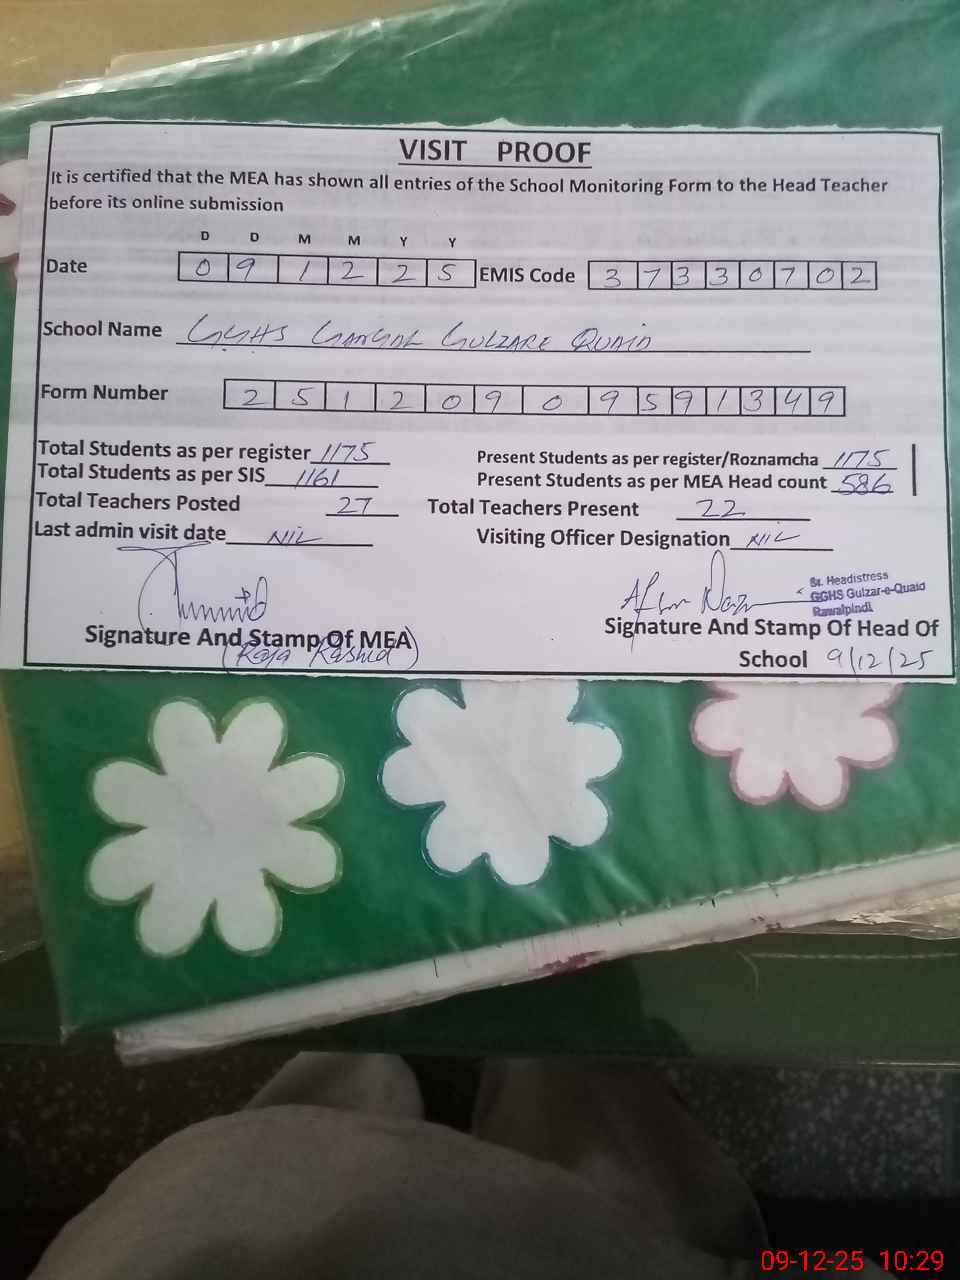 VISIT PROOF
It is certified that the MEA has shown all entries of the School Monitoring Form to the Head Teacher
before its online submission
D D M M Y Y
Date 0 9 1 2 2 5 EMIS Code 3 7 3 3 0 7 0 2
School Name GGHS GANGAL GULZARE QUAID
Form Number 2 5 1 2 0 9 0 9 5 9 1 3 4 9
Total Students as per register 1175 Present Students as per register/Roznamcha 1175
Total Students as per SIS 1161 Present Students as per MEA Head count 586
Total Teachers Posted 27 Total Teachers Present 22
Last admin visit date NIL Visiting Officer Designation NIL
Sr. Headistress
GGHS Gulzar-e-Quaid
Rawalpindi
Signature And Stamp Of MEA Signature And Stamp Of Head Of
(Raja Rashid) School 9/12/25
09-12-25 10:29